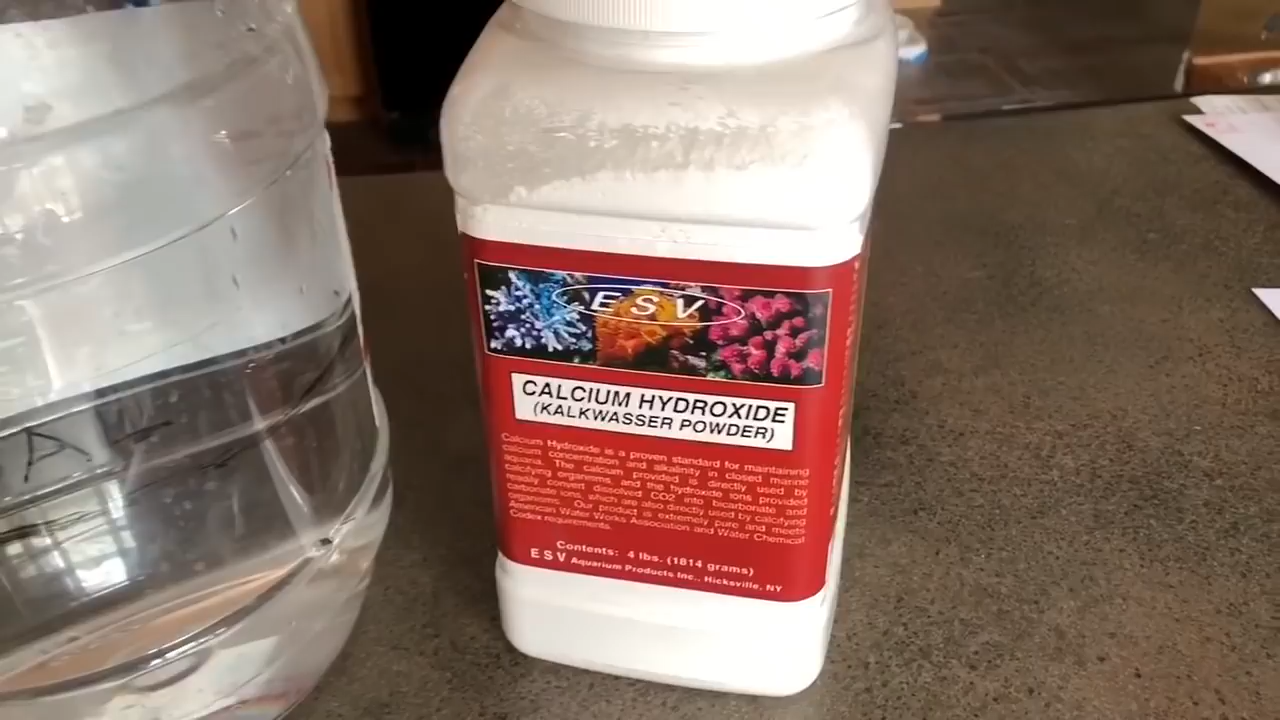 A
ESV
CALCIUM HYDROXIDE
(KALKWASSER POWDER)
Calcium Hydroxide is a proven standard for maintaining
calcium concentration and alkalinity in closed marine
aquaria. The calcium provided is directly used by
calcifying organisms, and the hydroxide ions provided
readily convert dissolved CO2 into bicarbonate and
carbonate ions, which are also directly used by calcifying
organisms. Our product is extremely pure and meets
American Water Works Association and Water Chemical
Codex requirements.
Contents: 4 lbs. (1814 grams)
ESV Aquarium Products Inc., Hicksville, NY